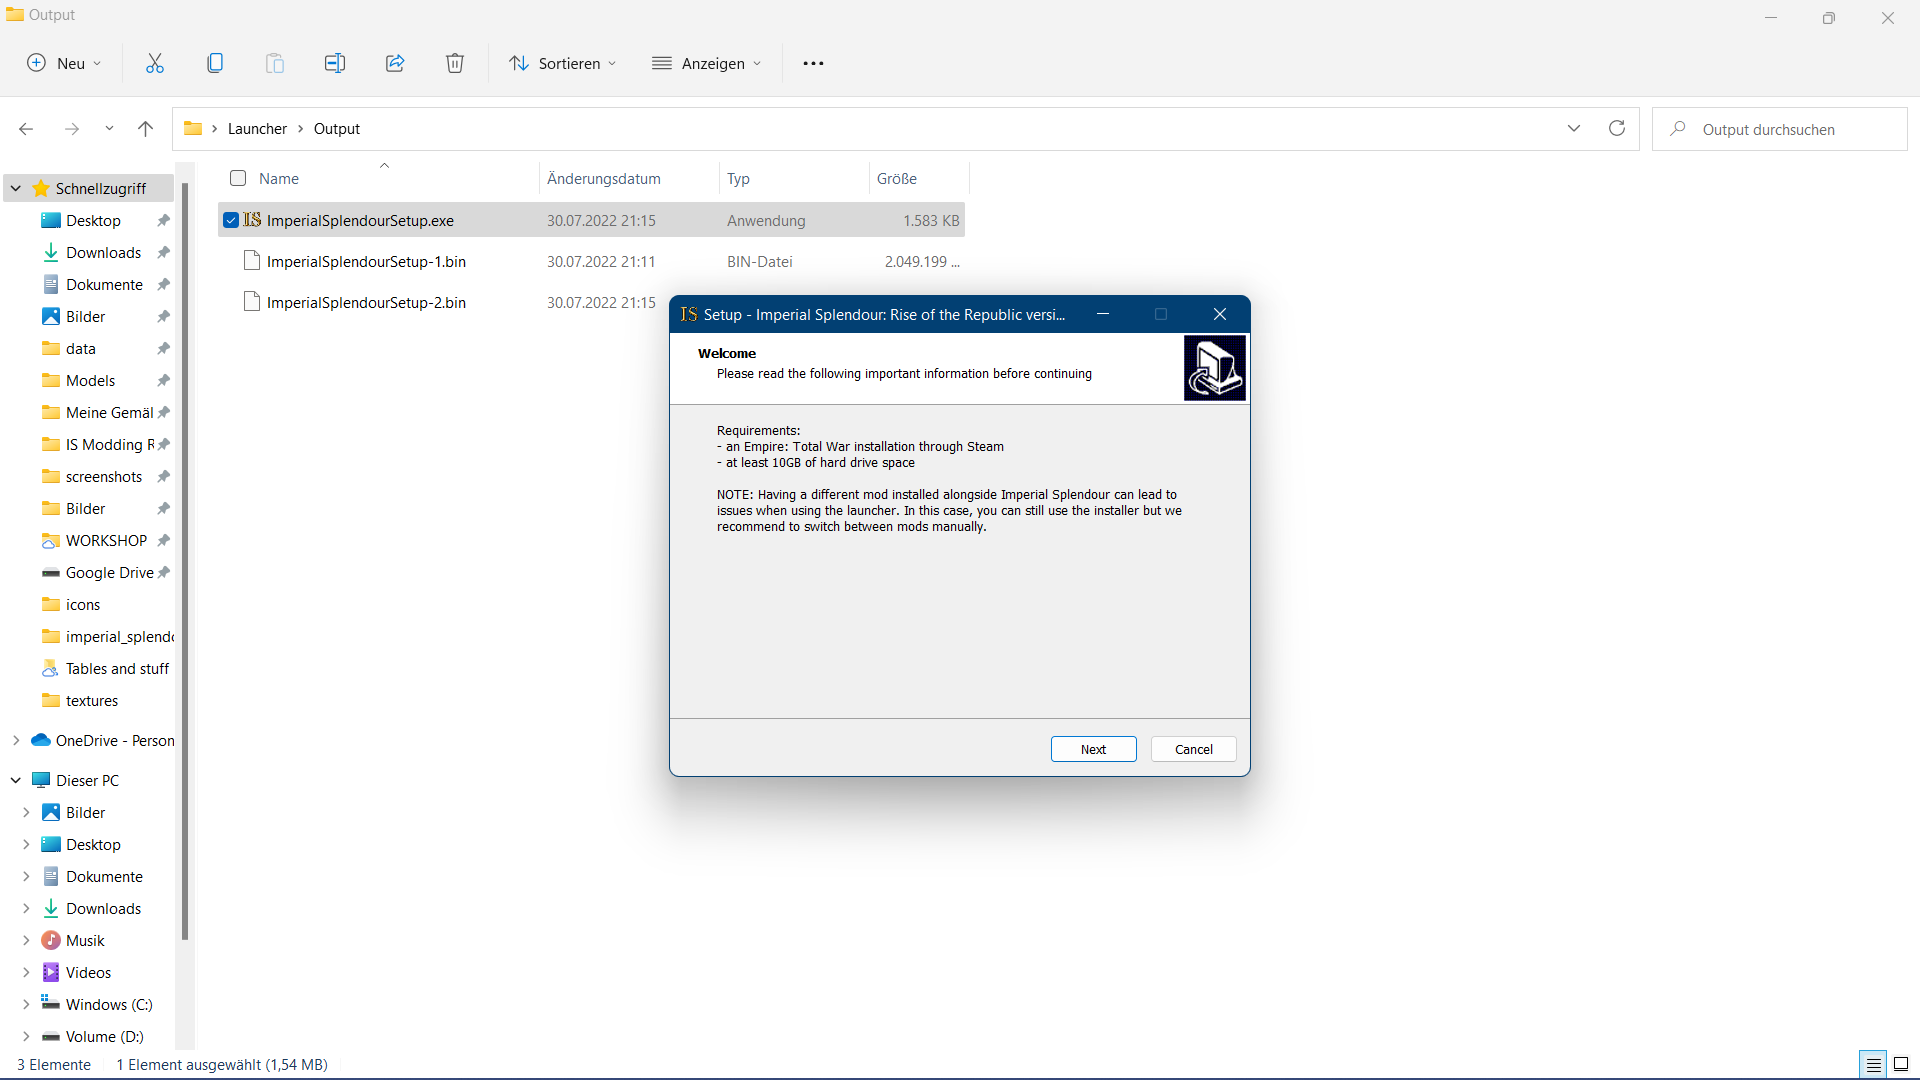 Output
Neu
Sortieren
Anzeigen
Launcher
Output
Output durchsuchen
Schnellzugriff
Desktop
Downloads
Dokumente
Bilder
data
Models
Meine Gemäl
IS Modding R
screenshots
Bilder
WORKSHOP
Google Drive
icons
imperial_splend
Tables and stuff
textures
OneDrive - Person
Dieser PC
Bilder
Desktop
Dokumente
Downloads
Musik
Videos
Windows (C:)
Volume (D:)
Name Änderungsdatum Typ Größe
IS ImperialSplendourSetup.exe 30.07.2022 21:15 Anwendung 1.583 KB
ImperialSplendourSetup-1.bin 30.07.2022 21:11 BIN-Datei 2.049.199 ...
ImperialSplendourSetup-2.bin 30.07.2022 21:15
IS Setup - Imperial Splendour: Rise of the Republic versi...
Welcome
Please read the following important information before continuing
Requirements:
- an Empire: Total War installation through Steam
- at least 10GB of hard drive space
NOTE: Having a different mod installed alongside Imperial Splendour can lead to
issues when using the launcher. In this case, you can still use the installer but we
recommend to switch between mods manually.
Next Cancel
3 Elemente 1 Element ausgewählt (1,54 MB)